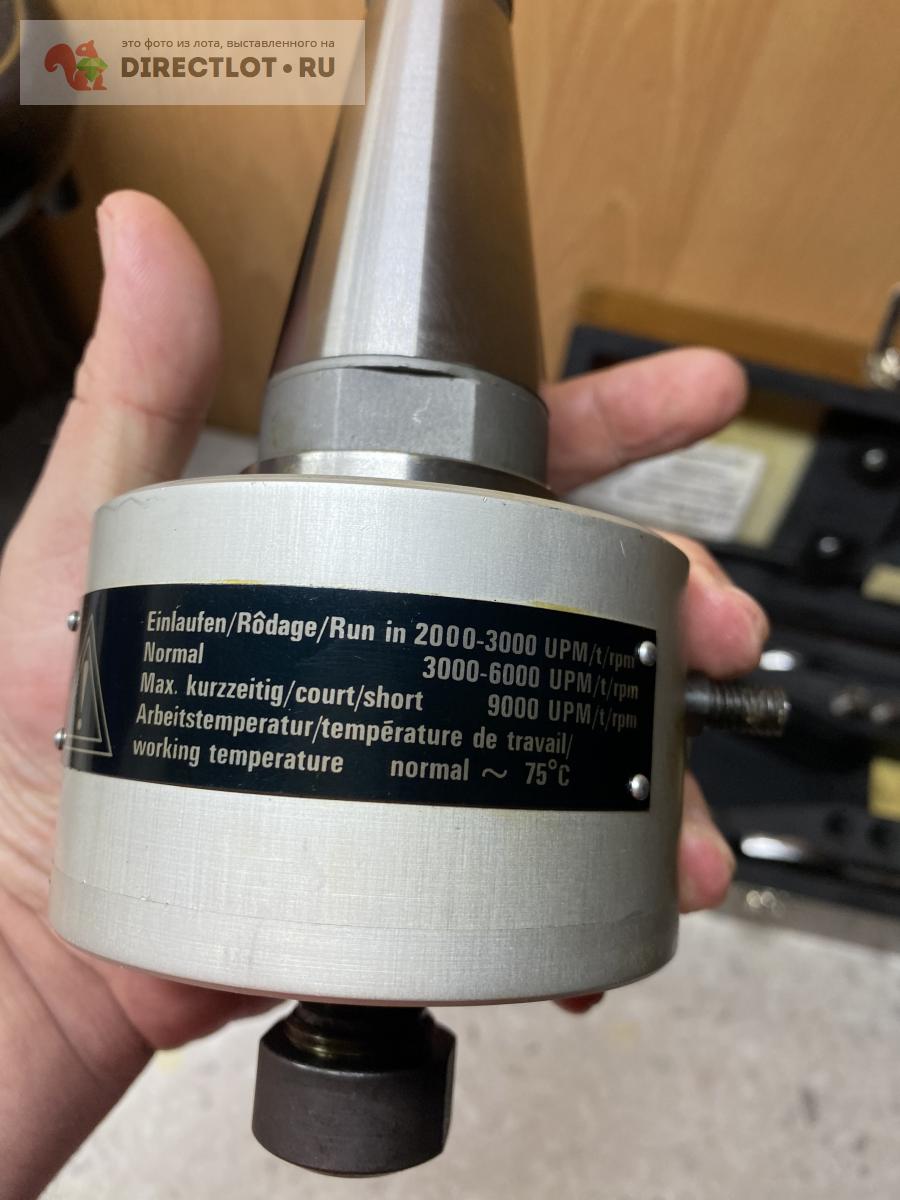 это фото из лота, выставленного на
DIRECTLOT•RU
Einlaufen/Rôdage/Run in 2000-3000 UPM/t/rpm
Normal 3000-6000 UPM/t/rpm
Max. kurzzeitig/court/short 9000 UPM/t/rpm
Arbeitstemperatur/température de travail/
working temperature normal ~ 75°C